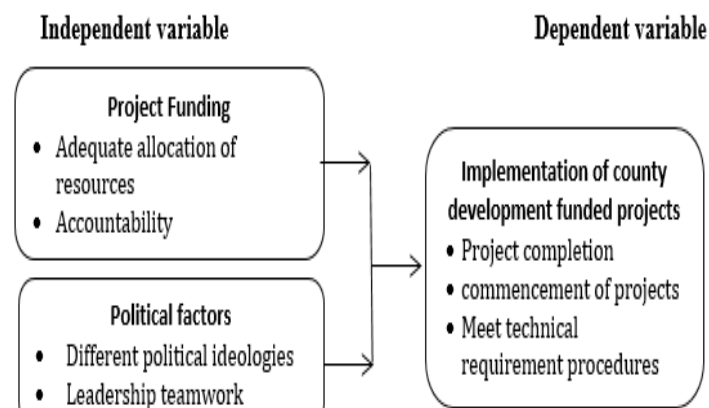 Independent variable
Dependent variable
Project Funding
• Adequate allocation of
resources
• Accountability
Political factors
• Different political ideologies
• Leadership teamwork
Implementation of county
development funded projects
• Project completion
• commencement of projects
• Meet technical
requirement procedures